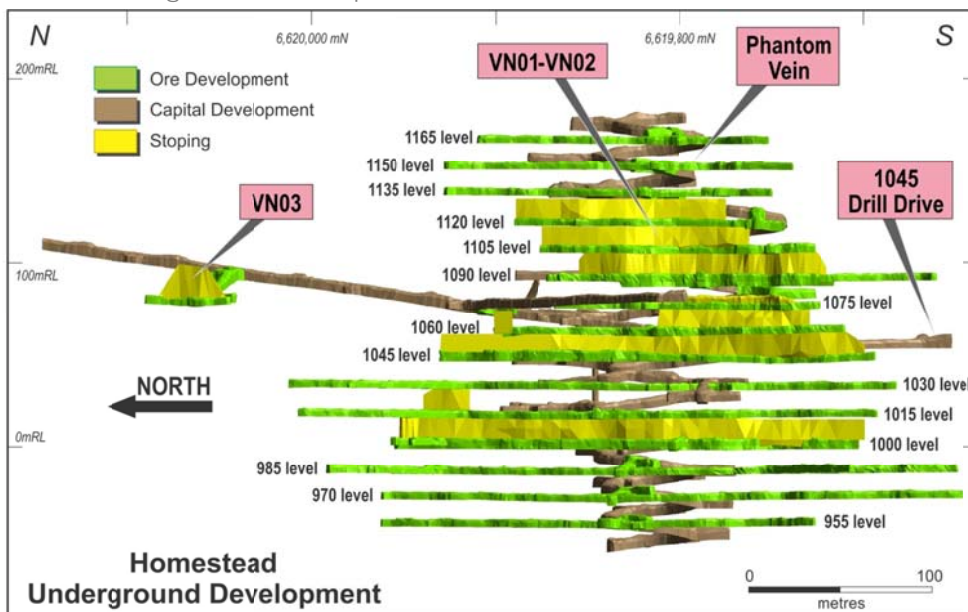 N
6,620,000 mN
6,619,800 mN
S
200mRL
Ore Development
Capital Development
Stoping
VN01-VN02
Phantom
Vein
1165 level
1150 level
1135 level
VN03
1045
Drill Drive
1120 level
1105 level
100mRL
1090 level
1075 level
1060 level
1045 level
NORTH
1030 level
1015 level
0mRL
1000 level
985 level
970 level
955 level
Homestead
Underground Development
0
100
metres